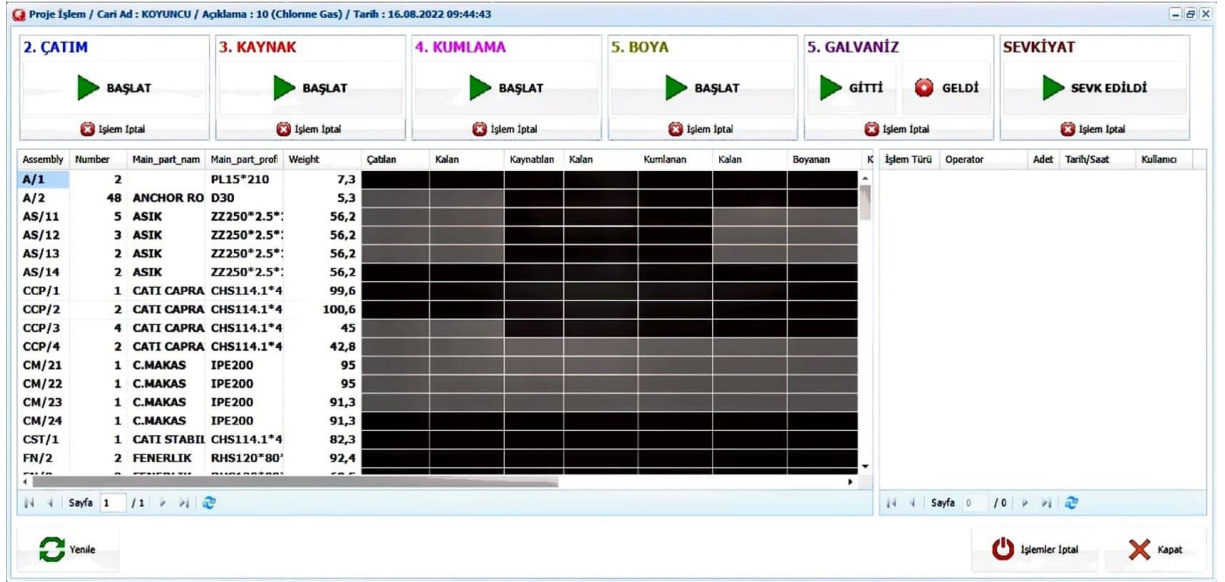 Proje İşlem / Cari Ad : KOYUNCU / Açıklama : 10 (Chlorine Gas) / Tarih : 16.08.2022 09:44:43
2. ÇATIM 3. KAYNAK 4. KUMLAMA 5. BOYA 5. GALVANİZ SEVKİYAT
BAŞLAT BAŞLAT BAŞLAT BAŞLAT GİTTİ GELDİ SEVK EDİLDİ
İşlem İptal İşlem İptal İşlem İptal İşlem İptal İşlem İptal İşlem İptal
Assembly Number Main_part_nam Main_part_profi Weight Çatılan Kalan Kaynatılan Kalan Kumlanan Kalan Boyanan K İşlem Türü Operator Adet Tarih/Saat Kullanıcı
A/1 2 PL15*210 7,3
A/2 48 ANCHOR RO D30 5,3
AS/11 5 ASIK ZZ250*2.5*: 56,2
AS/12 3 ASIK ZZ250*2.5*: 56,2
AS/13 2 ASIK ZZ250*2.5*: 56,2
AS/14 2 ASIK ZZ250*2.5*: 56,2
CCP/1 1 CATI CAPRA CHS114.1*4 99,6
CCP/2 2 CATI CAPRA CHS114.1*4 100,6
CCP/3 4 CATI CAPRA CHS114.1*4 45
CCP/4 2 CATI CAPRA CHS114.1*4 42,8
CM/21 1 C.MAKAS IPE200 95
CM/22 1 C.MAKAS IPE200 95
CM/23 1 C.MAKAS IPE200 91,3
CM/24 1 C.MAKAS IPE200 91,3
CST/1 1 CATI STABIL CHS114.1*4 82,3
FN/2 2 FENERLIK RHS120*80* 92,4
Sayfa 1 / 1 Sayfa 0 / 0
Yenile İşlemler İptal Kapat